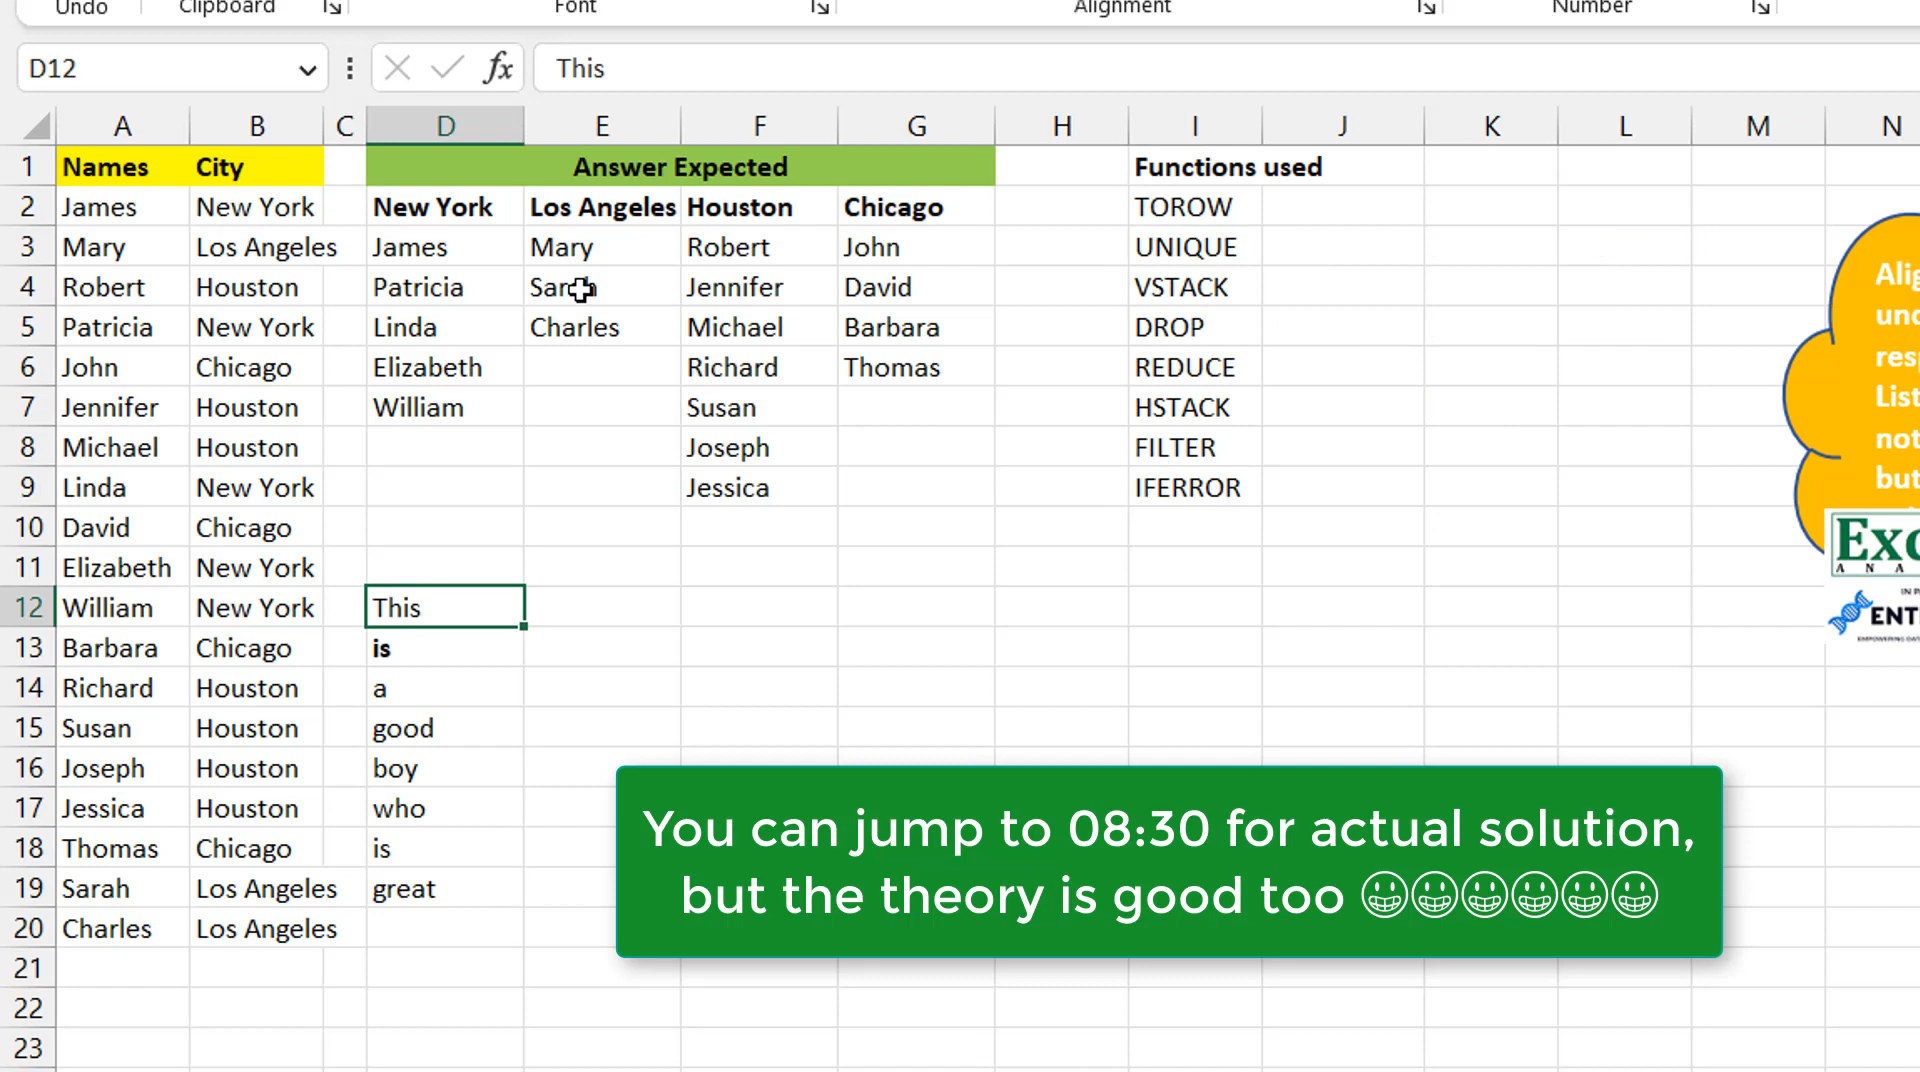 Undo Clipboard Font Alignment Number
D12 fx This
A B C D E F G H I J K L M N
1 Names City Answer Expected Functions used
2 James New York New York Los Angeles Houston Chicago TOROW
3 Mary Los Angeles James Mary Robert John UNIQUE
4 Robert Houston Patricia Sarah Jennifer David VSTACK
5 Patricia New York Linda Charles Michael Barbara DROP
6 John Chicago Elizabeth Richard Thomas REDUCE
7 Jennifer Houston William Susan HSTACK
8 Michael Houston Joseph FILTER
9 Linda New York Jessica IFERROR
10 David Chicago
11 Elizabeth New York
12 William New York This
13 Barbara Chicago is
14 Richard Houston a
15 Susan Houston good
16 Joseph Houston boy
17 Jessica Houston who
18 Thomas Chicago is
19 Sarah Los Angeles great
20 Charles Los Angeles
21
22
23
You can jump to 08:30 for actual solution,
but the theory is good too 😀😀😀😀😀😀
List
not
but